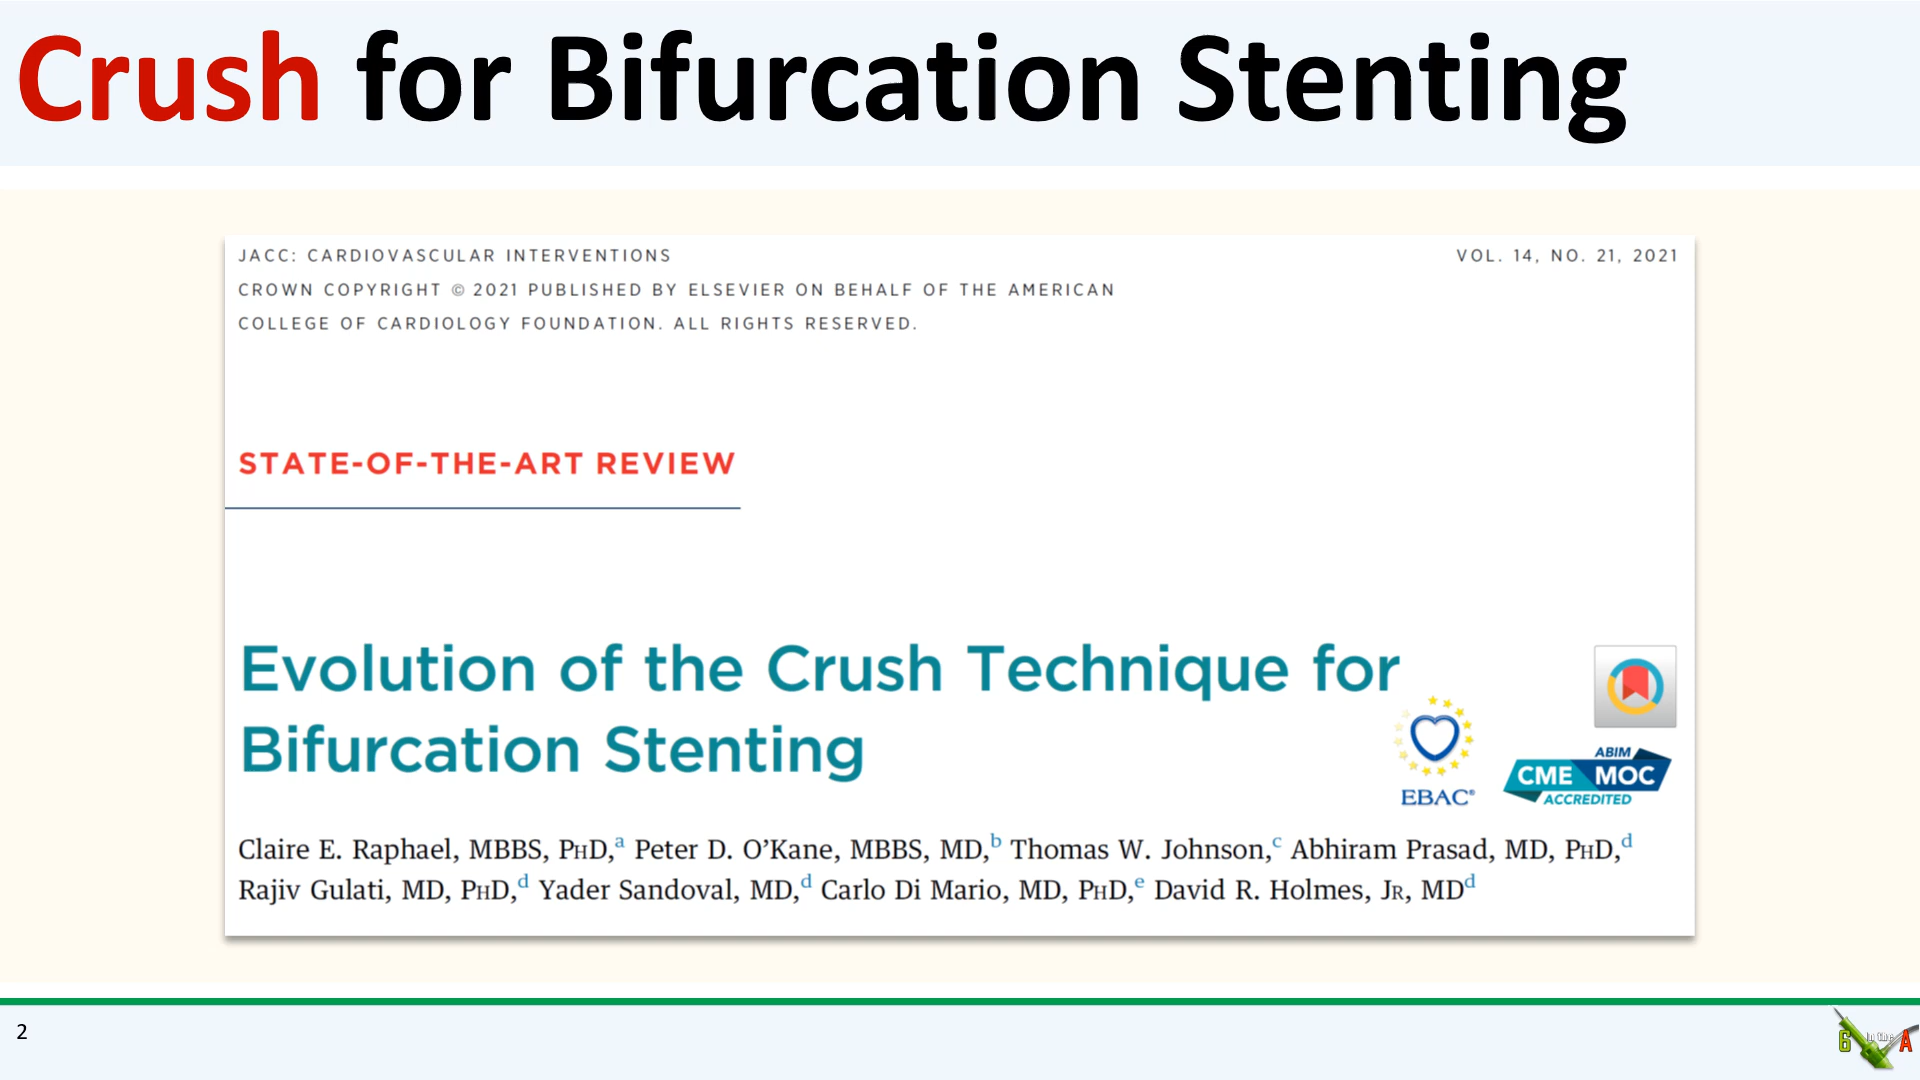 Crush for Bifurcation Stenting
JACC: CARDIOVASCULAR INTERVENTIONS
VOL. 14, NO. 21, 2021
CROWN COPYRIGHT © 2021 PUBLISHED BY ELSEVIER ON BEHALF OF THE AMERICAN
COLLEGE OF CARDIOLOGY FOUNDATION. ALL RIGHTS RESERVED.
STATE-OF-THE-ART REVIEW
Evolution of the Crush Technique for
Bifurcation Stenting
EBAC®
ABIM
CME MOC
ACCREDITED
Claire E. Raphael, MBBS, PHD,a Peter D. O’Kane, MBBS, MD,b Thomas W. Johnson,c Abhiram Prasad, MD, PHD,d
Rajiv Gulati, MD, PHD,d Yader Sandoval, MD,d Carlo Di Mario, MD, PHD,e David R. Holmes, JR, MDd
2
6 in the A